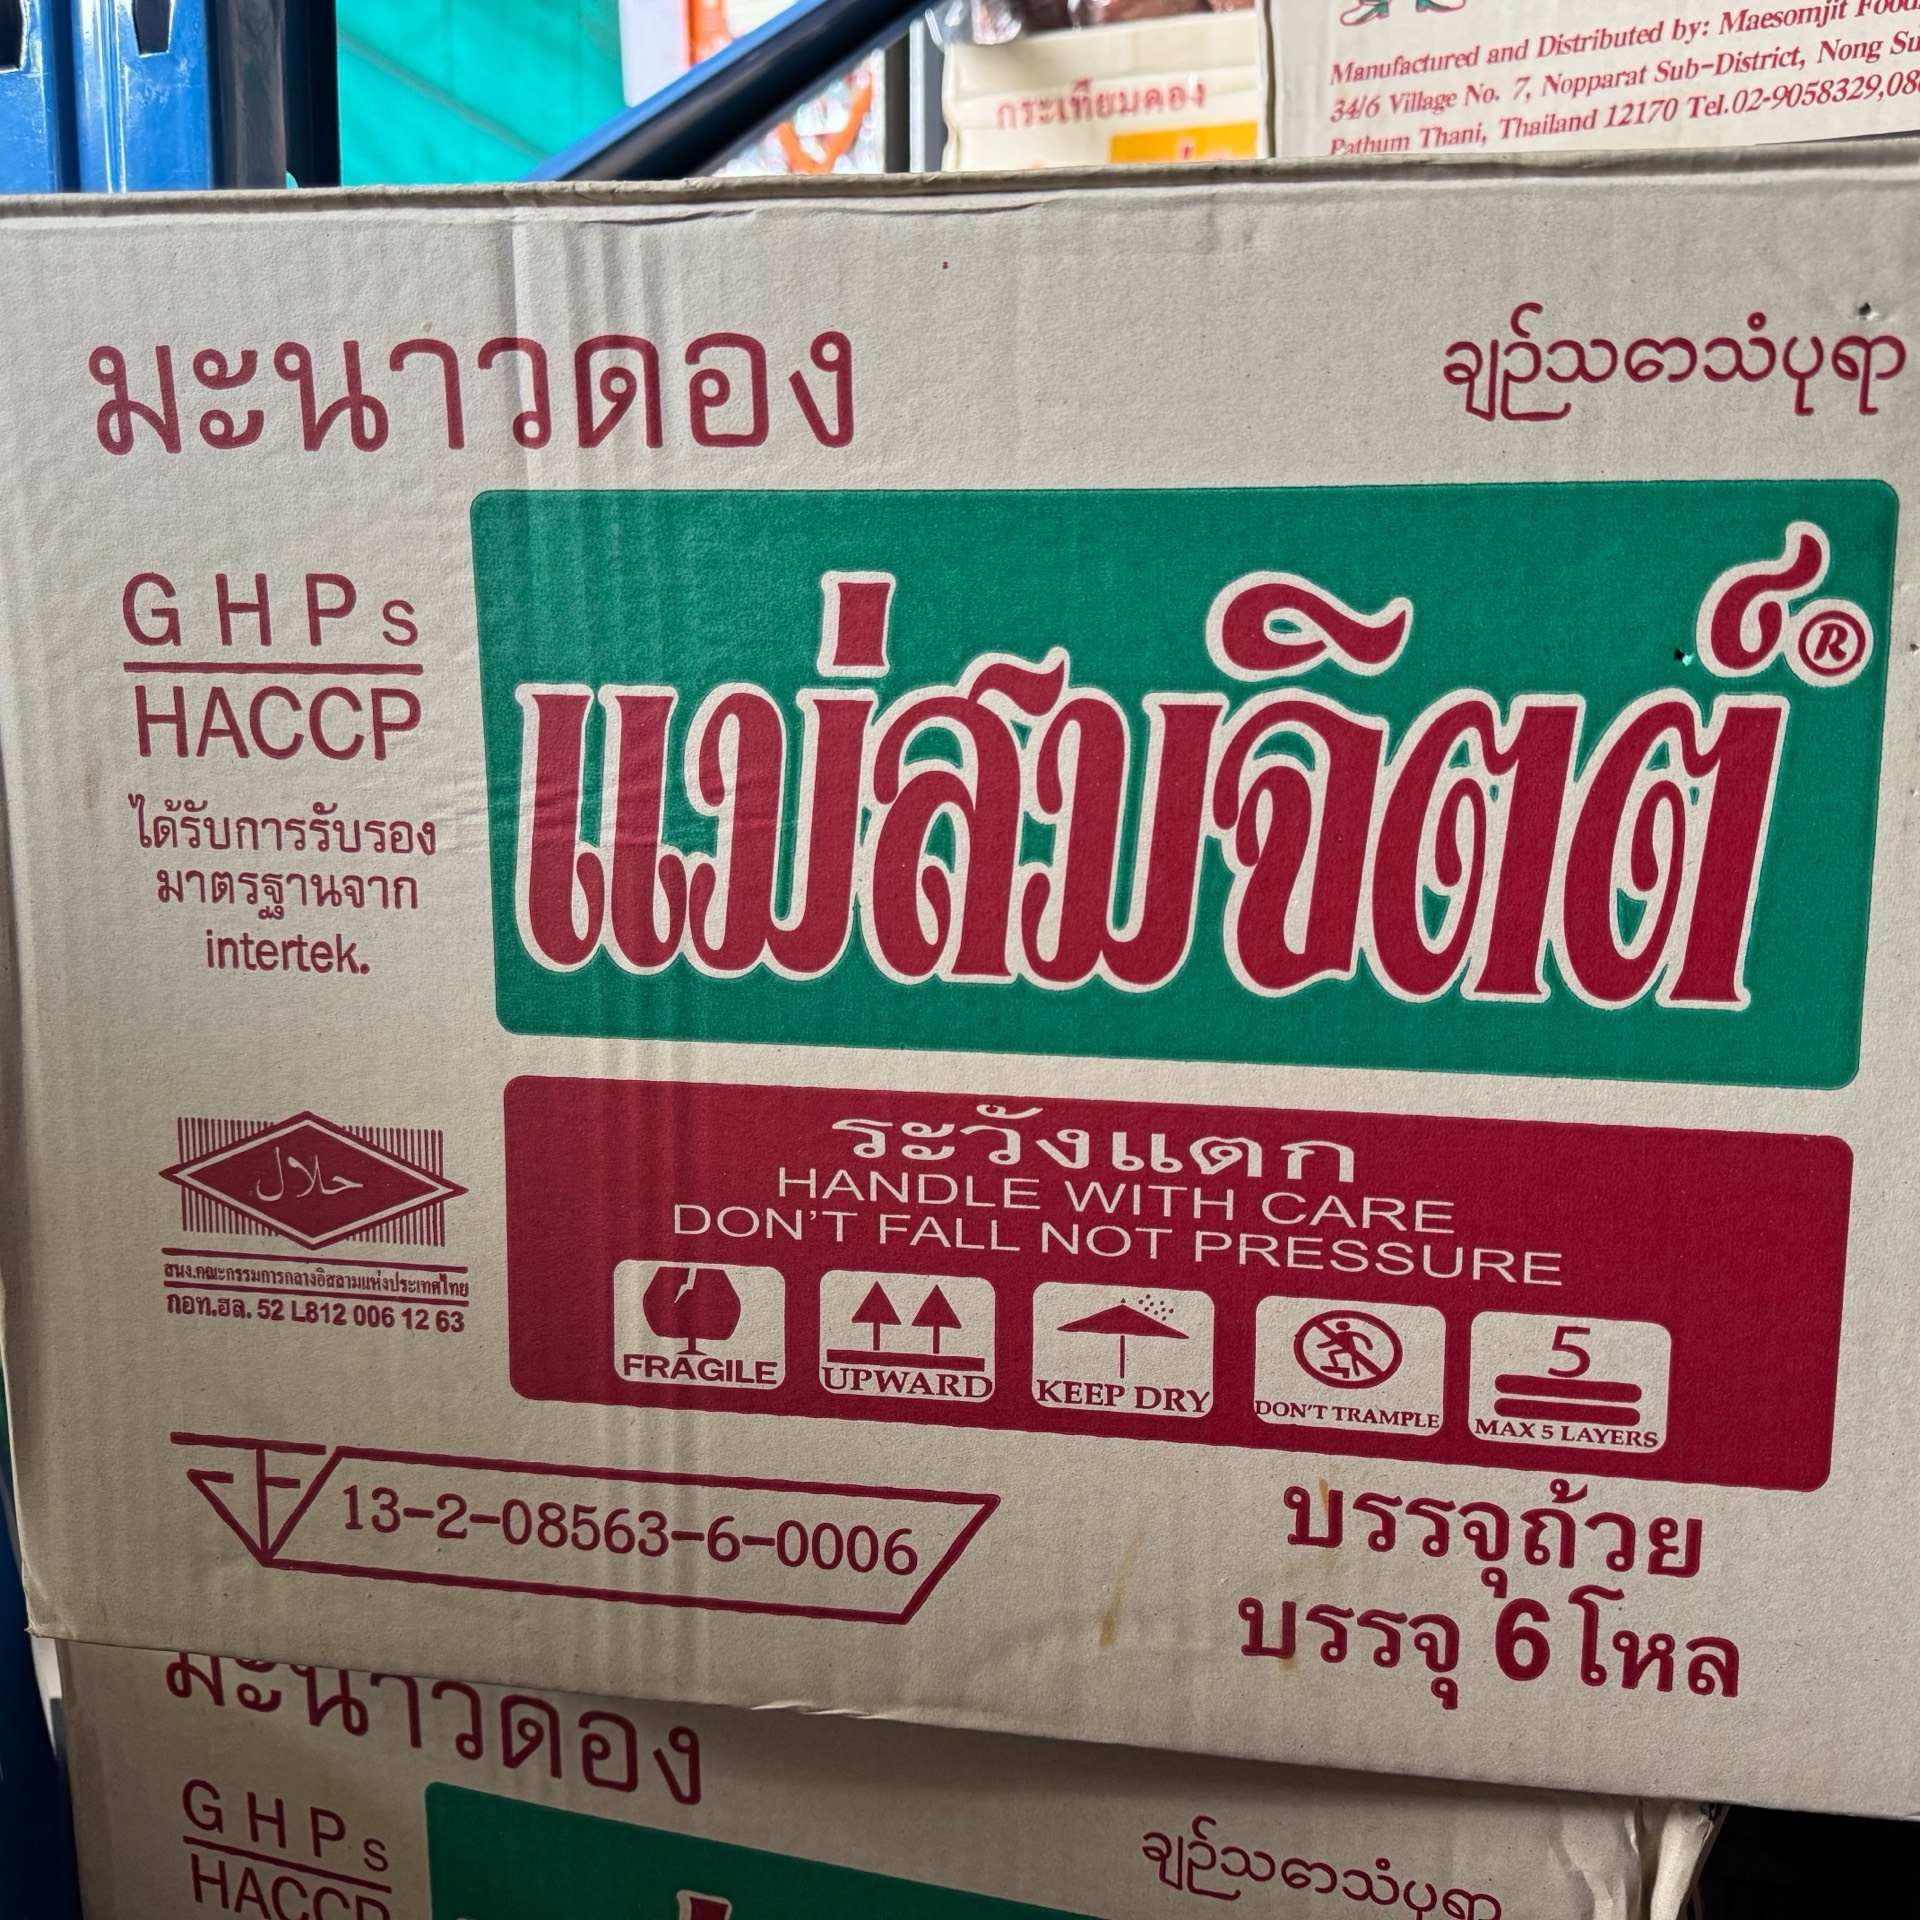 Manufactured and Distributed by: Maesomjit
34/6 Village No. 7, Nopparat Sub-District, Nong
Pathum Thani, Thailand 12170 Tel.02-9058329,
กระเทียมดอง
มะนาวดอง
ချဉ်သောသံပုရာ
GHPs
HACCP
ได้รับการรับรอง
มาตรฐานจาก
intertek.
แม่สมจิตต์®
حلال
สนง.คณะกรรมการกลางอิสลามแห่งประเทศไทย
กอท.ฮล. 52 L812 006 12 63
ระวังแตก
HANDLE WITH CARE
DON'T FALL NOT PRESSURE
FRAGILE
UPWARD
KEEP DRY
DON'T TRAMPLE
5
MAX 5 LAYERS
13-2-08563-6-0006
บรรจุถ้วย
บรรจุ 6 โหล
มะนาวดอง
GHPs
HACCP
ချဉ်သောသံပုရာ